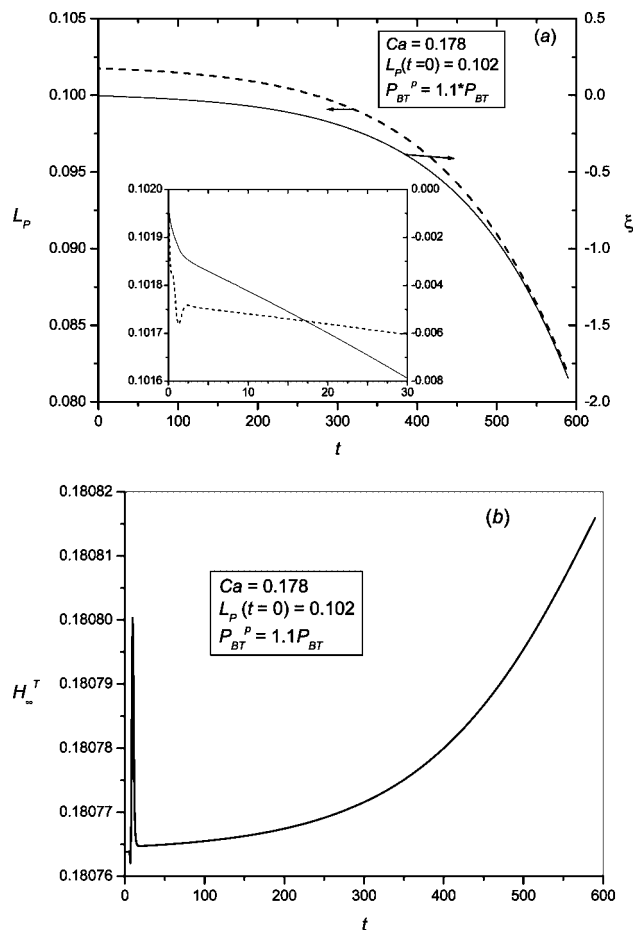 (a)
Ca = 0.178
L_P(t=0) = 0.102
P_BT^p = 1.1*P_BT
0.105
0.100
0.095
0.090
0.085
0.080
L_P
0.5
0.0
-0.5
-1.0
-1.5
-2.0
ξ
0.1020
0.1019
0.1018
0.1017
0.1016
0.000
-0.002
-0.004
-0.006
-0.008
0 10 20 30
0 100 200 300 400 500 600
t
(b)
Ca = 0.178
L_P (t = 0) = 0.102
P_BT^p = 1.1P_BT
0.18082
0.18081
0.18080
0.18079
0.18078
0.18077
0.18076
H_∞^T
0 100 200 300 400 500 600
t